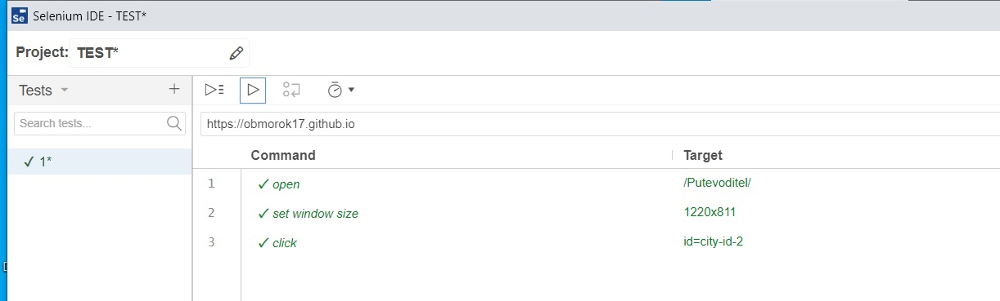 Selenium IDE - TEST*
Project: TEST*
Tests
Search tests...
https://obmorok17.github.io
Command Target
✓ 1*
1 ✓ open /Putevoditel/
2 ✓ set window size 1220x811
3 ✓ click id=city-id-2